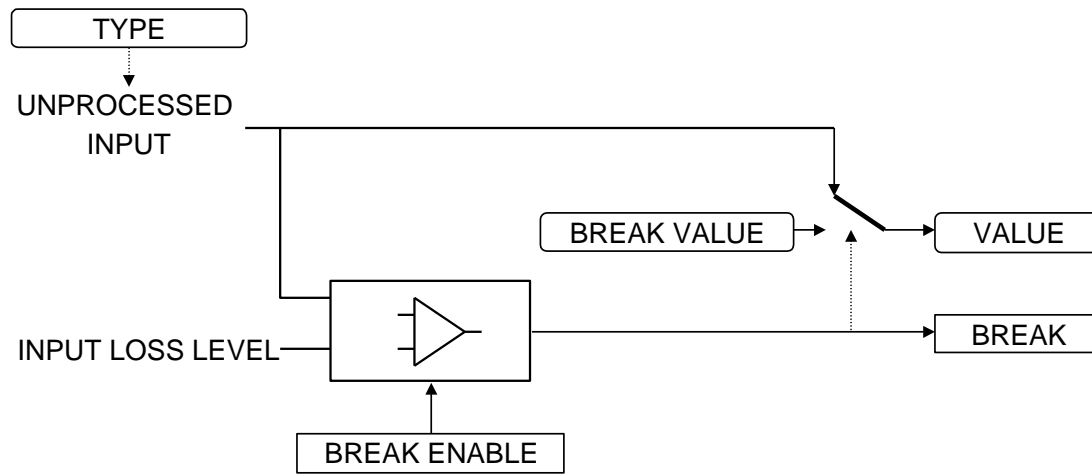 TYPE
UNPROCESSED
INPUT
BREAK VALUE
VALUE
INPUT LOSS LEVEL
BREAK
BREAK ENABLE